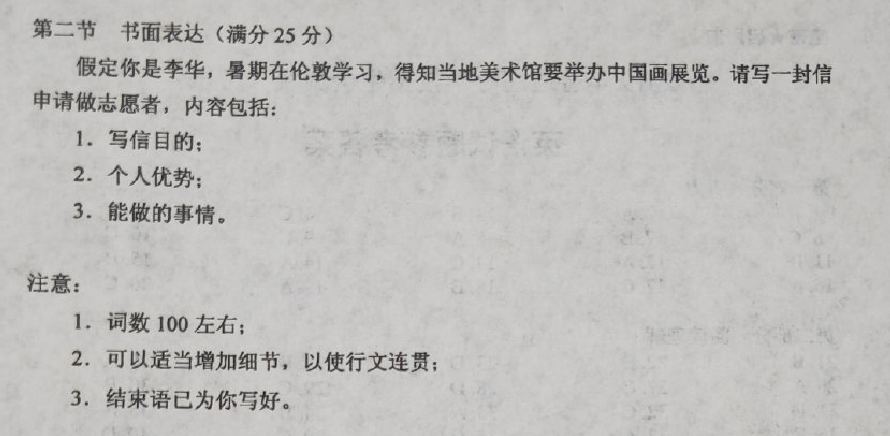 第二节 书面表达（满分 25 分）
假定你是李华，暑期在伦敦学习，得知当地美术馆要举办中国画展览。请写一封信
申请做志愿者，内容包括：
1．写信目的；
2．个人优势；
3．能做的事情。
注意：
1．词数 100 左右；
2．可以适当增加细节，以使行文连贯；
3．结束语已为你写好。